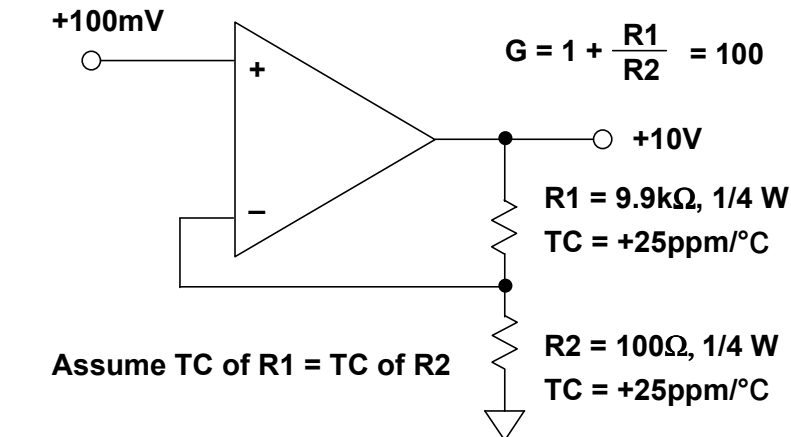 +100mV
G = 1 + R1/R2 = 100
+
+10V
R1 = 9.9kΩ, 1/4 W
TC = +25ppm/°C
–
Assume TC of R1 = TC of R2
R2 = 100Ω, 1/4 W
TC = +25ppm/°C